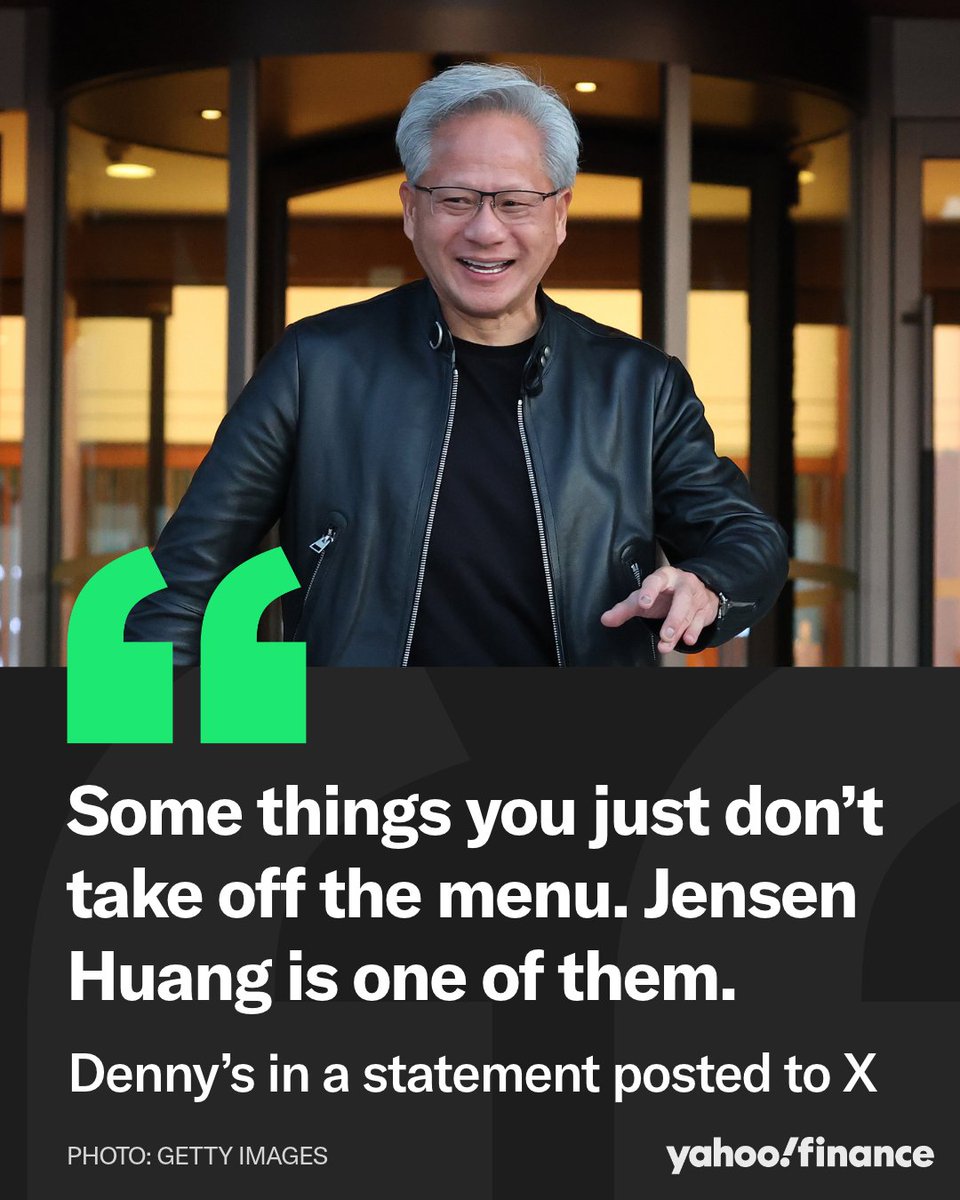 Some things you just don’t
take off the menu. Jensen
Huang is one of them.
Denny’s in a statement posted to X
PHOTO: GETTY IMAGES
yahoo!finance